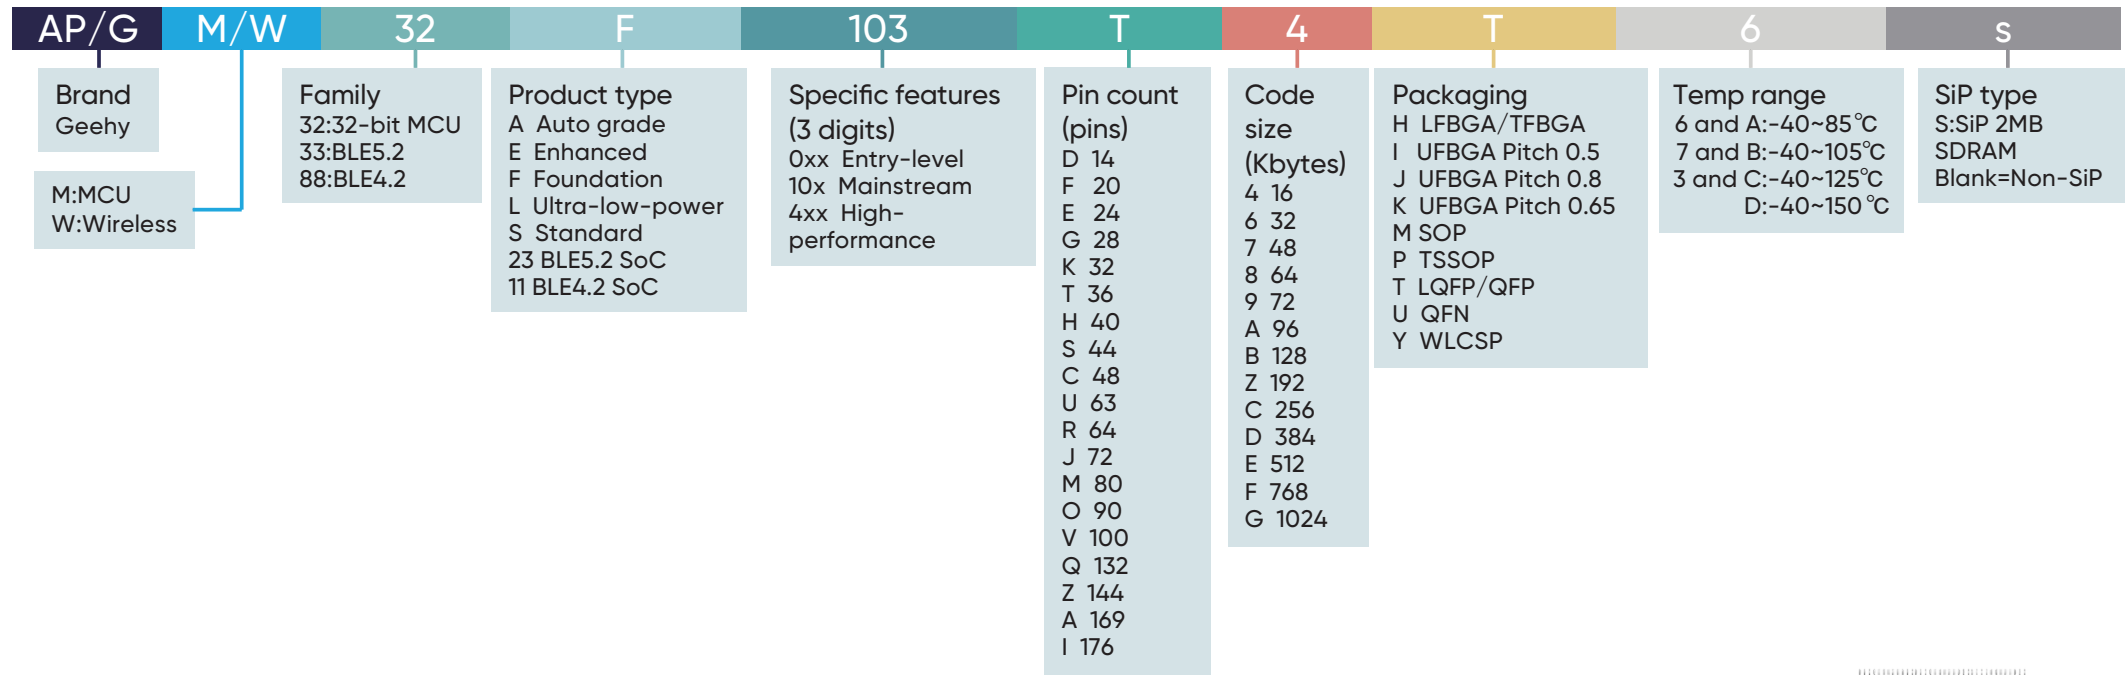 AP/G M/W 32 F 103 T 4 T 6 s
Brand
Geehy
M:MCU
W:Wireless
Family
32:32-bit MCU
33:BLE5.2
88:BLE4.2
Product type
A Auto grade
E Enhanced
F Foundation
L Ultra-low-power
S Standard
23 BLE5.2 SoC
11 BLE4.2 SoC
Specific features
(3 digits)
0xx Entry-level
10x Mainstream
4xx High-
performance
Pin count
(pins)
D 14
F 20
E 24
G 28
K 32
T 36
H 40
S 44
C 48
U 63
R 64
J 72
M 80
O 90
V 100
Q 132
Z 144
A 169
I 176
Code
size
(Kbytes)
4 16
6 32
7 48
8 64
9 72
A 96
B 128
Z 192
C 256
D 384
E 512
F 768
G 1024
Packaging
H LFBGA/TFBGA
I UFBGA Pitch 0.5
J UFBGA Pitch 0.8
K UFBGA Pitch 0.65
M SOP
P TSSOP
T LQFP/QFP
U QFN
Y WLCSP
Temp range
6 and A:-40~85℃
7 and B:-40~105℃
3 and C:-40~125℃
D:-40~150℃
SiP type
S:SiP 2MB
SDRAM
Blank=Non-SiP